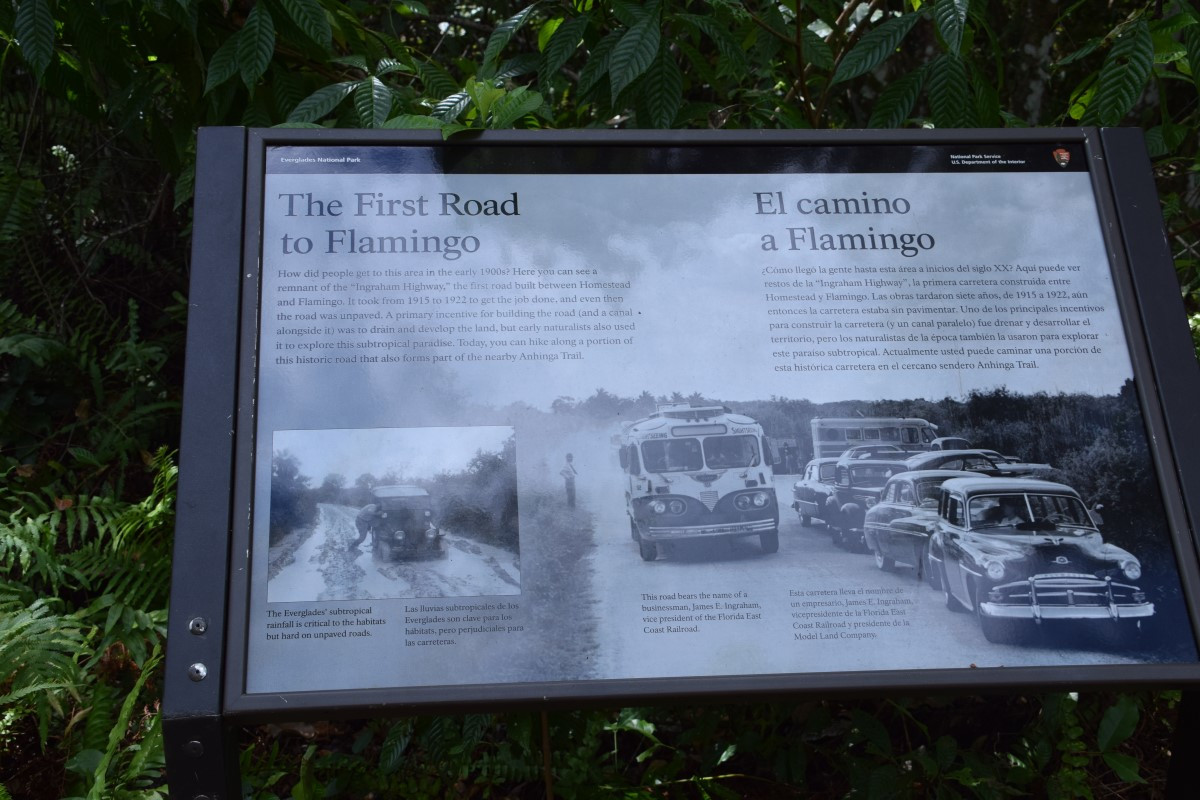 Everglades National Park
National Park Service
U.S. Department of the Interior
The First Road
to Flamingo
How did people get to this area in the early 1900s? Here you can see a
remnant of the “Ingraham Highway,” the first road built between Homestead
and Flamingo. It took from 1915 to 1922 to get the job done, and even then
the road was unpaved. A primary incentive for building the road (and a canal
alongside it) was to drain and develop the land, but early naturalists also used
it to explore this subtropical paradise. Today, you can hike along a portion of
this historic road that also forms part of the nearby Anhinga Trail.
El camino
a Flamingo
¿Cómo llegó la gente hasta esta área a inicios del siglo XX? Aquí puede ver
restos de la “Ingraham Highway”, la primera carretera construida entre
Homestead y Flamingo. Las obras tardaron siete años, de 1915 a 1922, aún
entonces la carretera estaba sin pavimentar. Uno de los principales incentivos
para construir la carretera (y un canal paralelo) fue drenar y desarrollar el
territorio, pero los naturalistas de la época también la usaron para explorar
este paraíso subtropical. Actualmente usted puede caminar una porción de
esta histórica carretera en el cercano sendero Anhinga Trail.
The Everglades’ subtropical
rainfall is critical to the habitats
but hard on unpaved roads.
Las lluvias subtropicales de los
Everglades son clave para los
hábitats, pero perjudiciales para
las carreteras.
This road bears the name of a
businessman, James E. Ingraham,
vice president of the Florida East
Coast Railroad.
Esta carretera lleva el nombre de
un empresario, James E. Ingraham,
vicepresidente de la Florida East
Coast Railroad y presidente de la
Model Land Company.